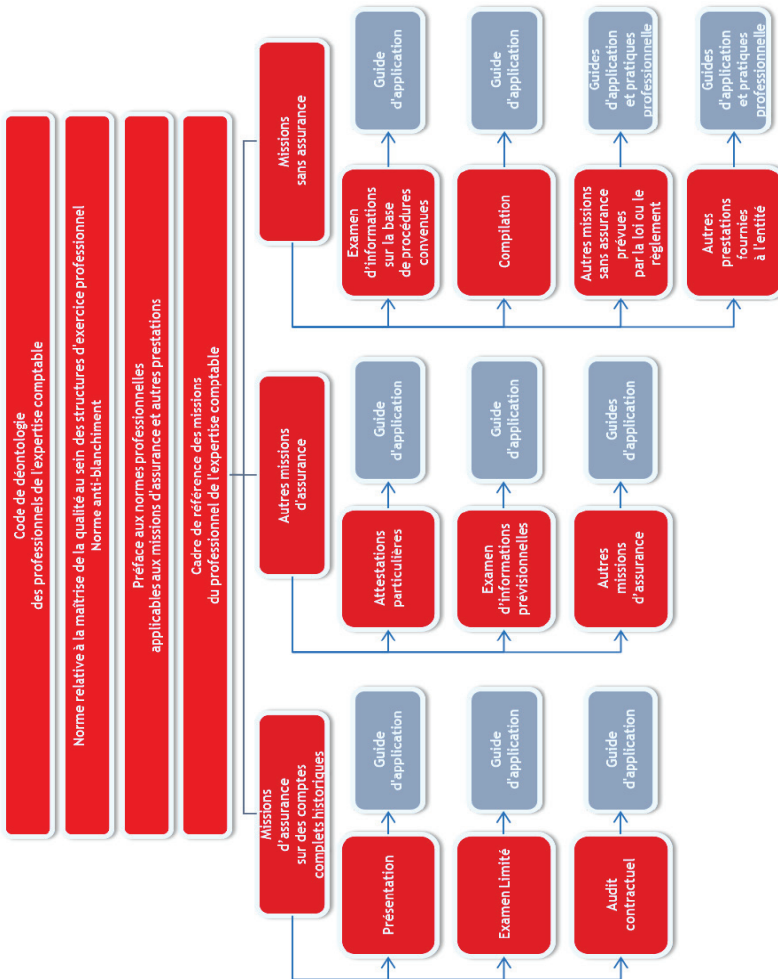 Code de déontologie
des professionnels de l'expertise comptable
Norme relative à la maîtrise de la qualité au sein des structures d'exercice professionnel
Norme anti-blanchiment
Préface aux normes professionnelles
applicables aux missions d'assurance et autres prestations
Cadre de référence des missions
du professionnel de l'expertise comptable
Missions
d'assurance
sur des comptes
complets historiques
Présentation
Guide
d'application
Examen Limité
Guide
d'application
Audit
contractuel
Guide
d'application
Autres missions
d'assurance
Attestations
particulières
Guide
d'application
Examen
d'informations
prévisionnelles
Guide
d'application
Autres
missions
d'assurance
Guides
d'application
Missions
sans assurance
Examen
d'informations
sur la base
de procédures
convenues
Guide
d'application
Compilation
Guide
d'application
Autres missions
sans assurance
prévues
par la loi ou le
règlement
Guides
d'application
et pratiques
professionnelle
Autres
prestations
fournies
à l'entité
Guides
d'application
et pratiques
professionnelle